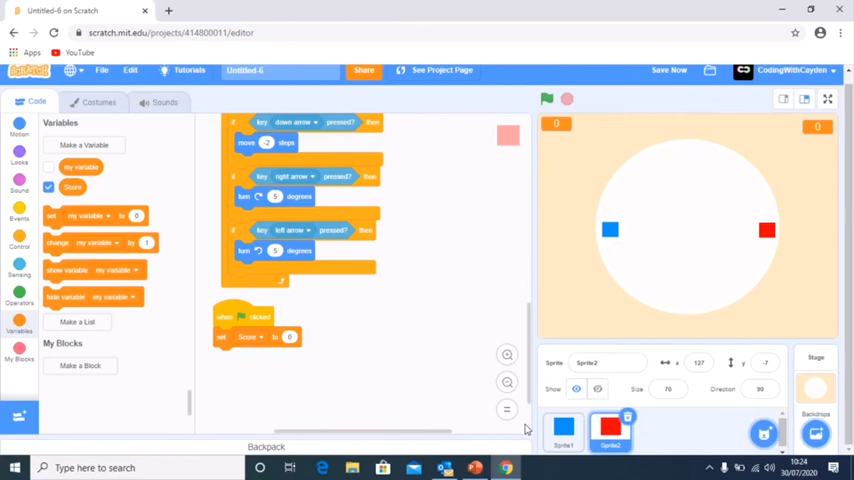 Untitled-6 on Scratch
scratch.mit.edu/projects/414800011/editor
Apps YouTube
SCRATCH File Edit Tutorials Untitled-6 Share See Project Page Save Now CodingWithCayden
Code Costumes Sounds
Motion
Looks
Sound
Events
Control
Sensing
Operators
Variables
My Blocks
Variables
Make a Variable
my variable
Score
set my variable to 0
change my variable by 1
show variable my variable
hide variable my variable
Make a List
My Blocks
Make a Block
if key down arrow pressed? then
move -2 steps
if key right arrow pressed? then
turn 5 degrees
if key left arrow pressed? then
turn 5 degrees
when clicked
set Score to 0
Backpack
0
0
Sprite Sprite2 x 127 y -7
Show Size 70 Direction 90
Sprite1
Sprite2
Stage
Backdrops
Type here to search
10:24
30/07/2020